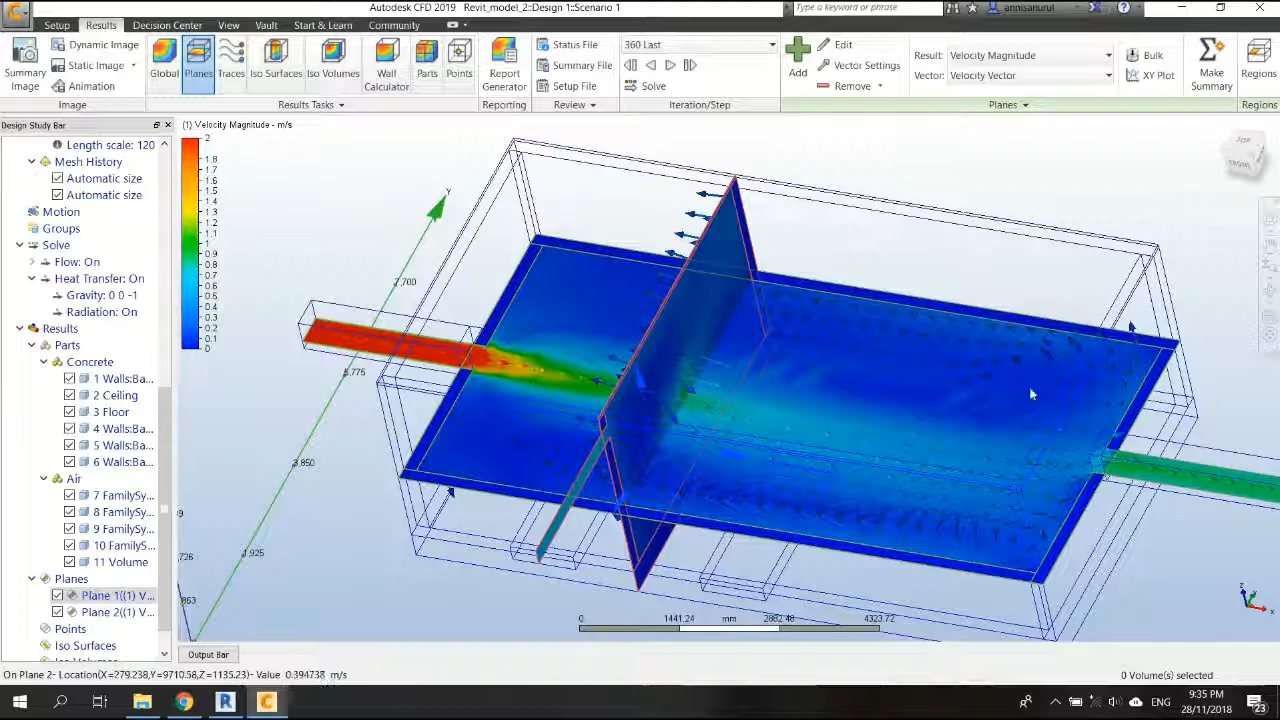 Autodesk CFD 2019 Revit_model_2::Design 1::Scenario 1
Type a keyword or phrase
annisanurul
Setup Results Decision Center View Vault Start & Learn Community
Summary Image
Dynamic Image
Static Image
Animation
Global
Planes
Traces
Iso Surfaces
Iso Volumes
Wall Calculator
Parts
Points
Report Generator
Status File
Summary File
Setup File
360 Last
Solve
Add
Edit
Vector Settings
Remove
Result: Velocity Magnitude
Vector: Velocity Vector
Bulk
XY Plot
Make Summary
Regions
Image
Results Tasks
Reporting
Review
Iteration/Step
Planes
Regions
Design Study Bar
Length scale: 120
Mesh History
Automatic size
Automatic size
Motion
Groups
Solve
Flow: On
Heat Transfer: On
Gravity: 0 0 -1
Radiation: On
Results
Parts
Concrete
1 Walls:Ba...
2 Ceiling
3 Floor
4 Walls:Ba...
5 Walls:Ba...
6 Walls:Ba...
Air
7 FamilySy...
8 FamilySy...
9 FamilySy...
10 FamilySy...
11 Volume
Planes
Plane 1((1) V...
Plane 2((1) V...
Points
Iso Surfaces
(1) Velocity Magnitude - m/s
2
1.8
1.7
1.6
1.5
1.4
1.3
1.2
1.1
1
0.9
0.8
0.7
0.6
0.5
0.4
0.3
0.2
0.1
0
Y
7.700
5.775
3.850
1.925
TOP
FRONT
z
x
0 1441.24 mm 2882.48 4323.72
Output Bar
On Plane 2- Location(X=279.238,Y=9710.58,Z=1135.23)- Value 0.394738 m/s
0 Volume(s) selected
ENG
9:35 PM
28/11/2018
23